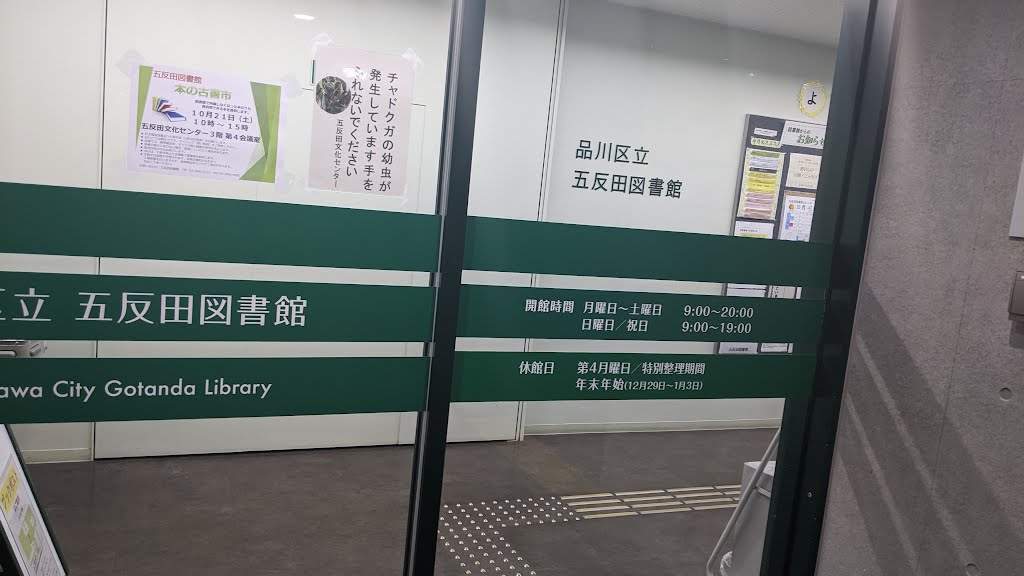 五反田図書館
本の古書市
10月21日(土)
10時～15時
五反田文化センター3階 第4会議室
チャドクガの幼虫が
発生しています 手を
ふれないでください
五反田文化センター
品川区立
五反田図書館
よ
お知らせ
10月
区立 五反田図書館
awa City Gotanda Library
開館時間 月曜日～土曜日 9:00～20:00
日曜日／祝日 9:00～19:00
休館日 第4月曜日／特別整理期間
年末年始(12月29日～1月3日)